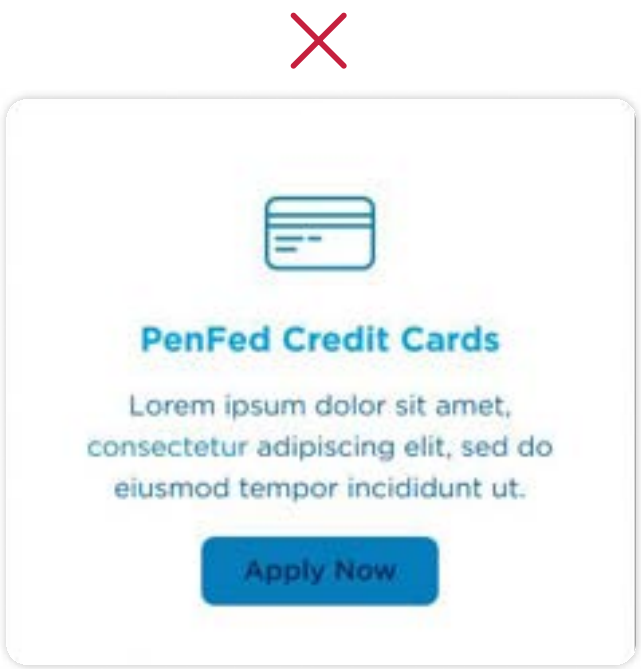 PenFed Credit Cards
Lorem ipsum dolor sit amet,
consectetur adipiscing elit, sed do
eiusmod tempor incididunt ut.
Apply Now